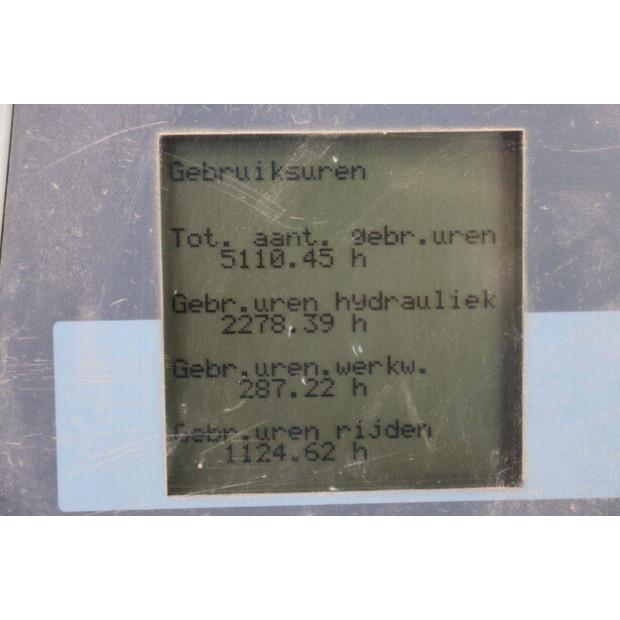 Gebruiksuren
Tot. aant. gebr.uren
5110.45 h
Gebr.uren hydrauliek
2278.39 h
Gebr.uren.werkw.
287.22 h
Gebr.uren rijden
1124.62 h